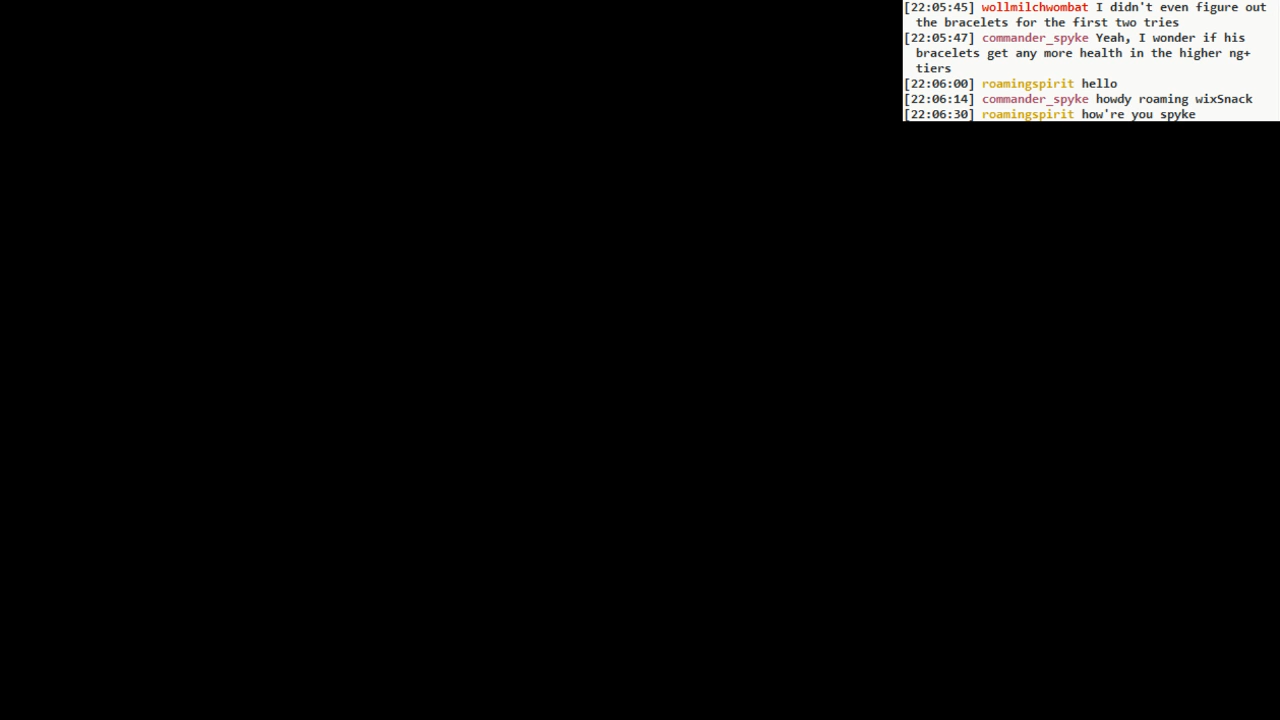 [22:05:45] wollmilchwombat I didn't even figure out
the bracelets for the first two tries
[22:05:47] commander_spyke Yeah, I wonder if his
bracelets get any more health in the higher ng+
tiers
[22:06:00] roamingspirit hello
[22:06:14] commander_spyke howdy roaming wixSnack
[22:06:30] roamingspirit how're you spyke